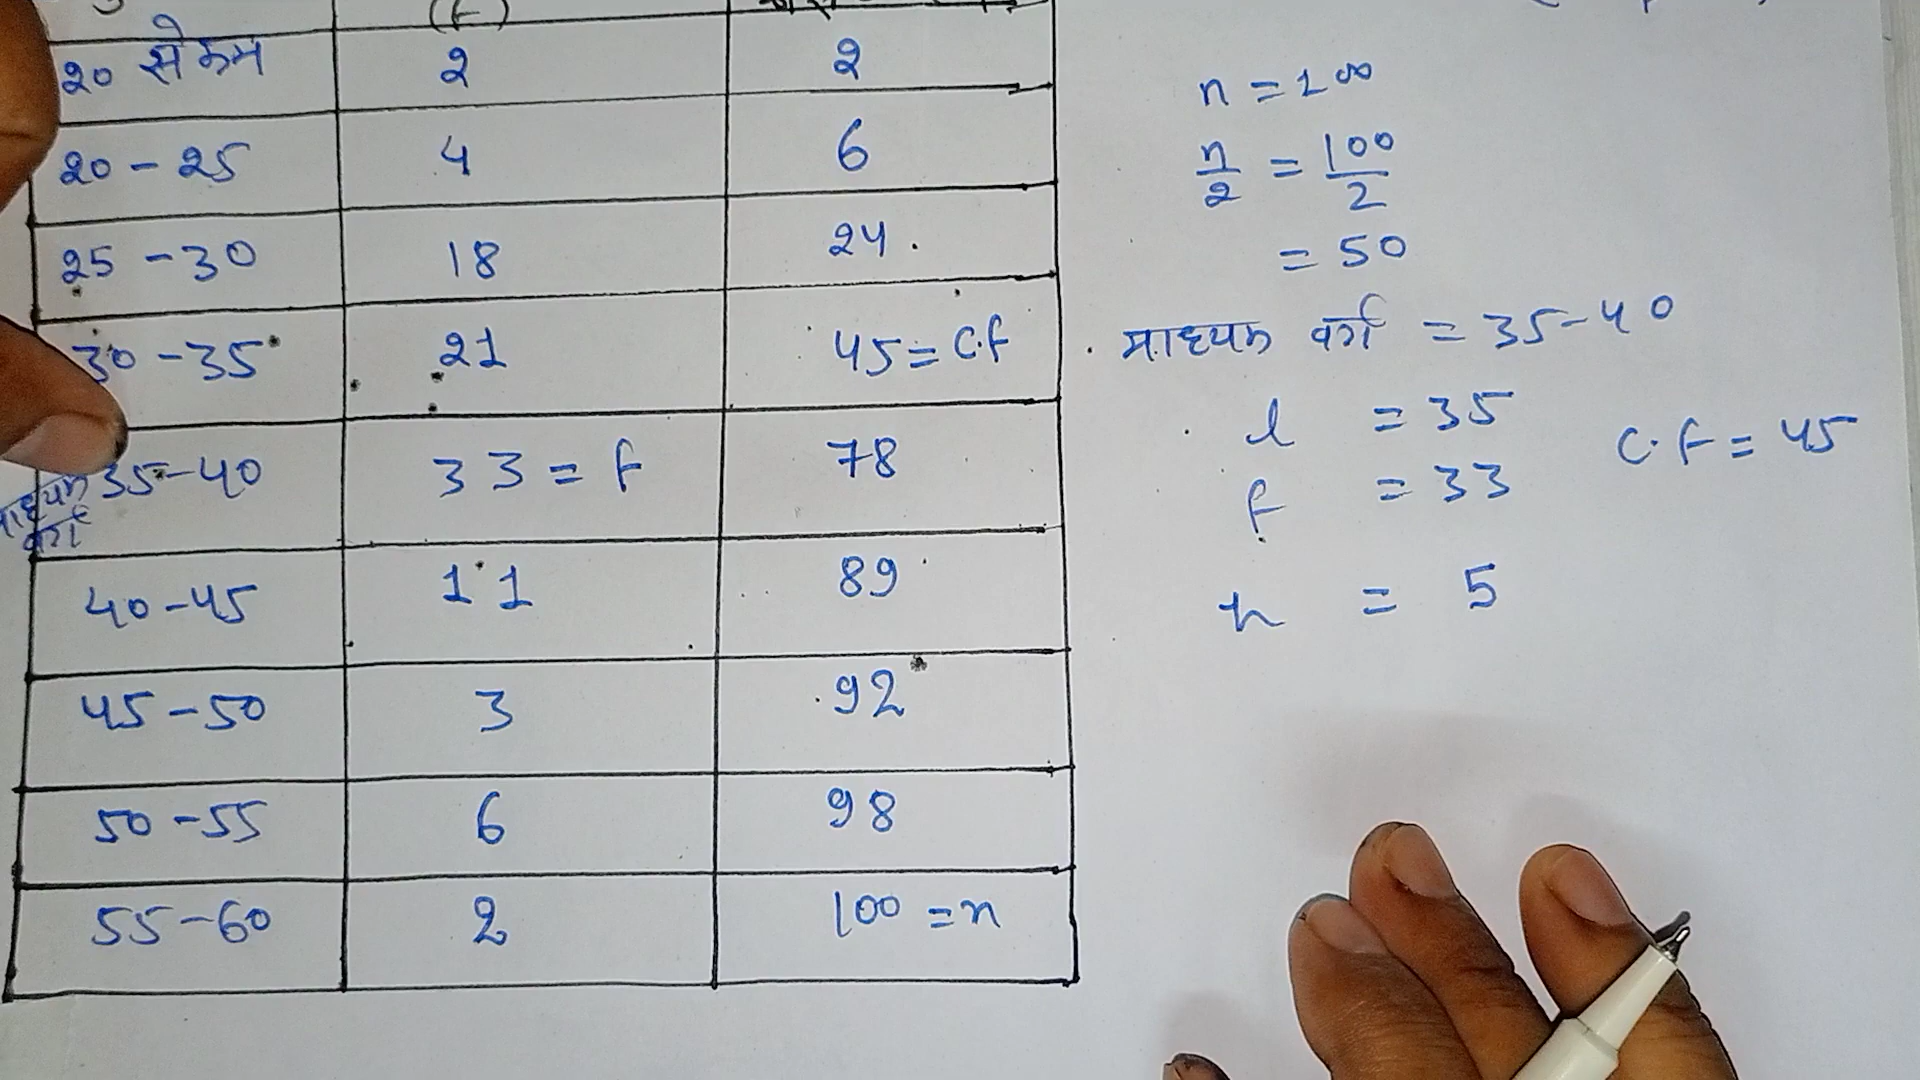 (f)
20 से कम 2 2
20 - 25 4 6
25 - 30 18 24
30 - 35 21 45 = C.f
35 - 40 33 = f 78
माध्यक
वर्ग
40 - 45 11 89
45 - 50 3 92
50 - 55 6 98
55 - 60 2 100 = n
n = 100
n/2 = 100/2
= 50
माध्यक वर्ग = 35 - 40
l = 35
C.f = 45
f = 33
h = 5